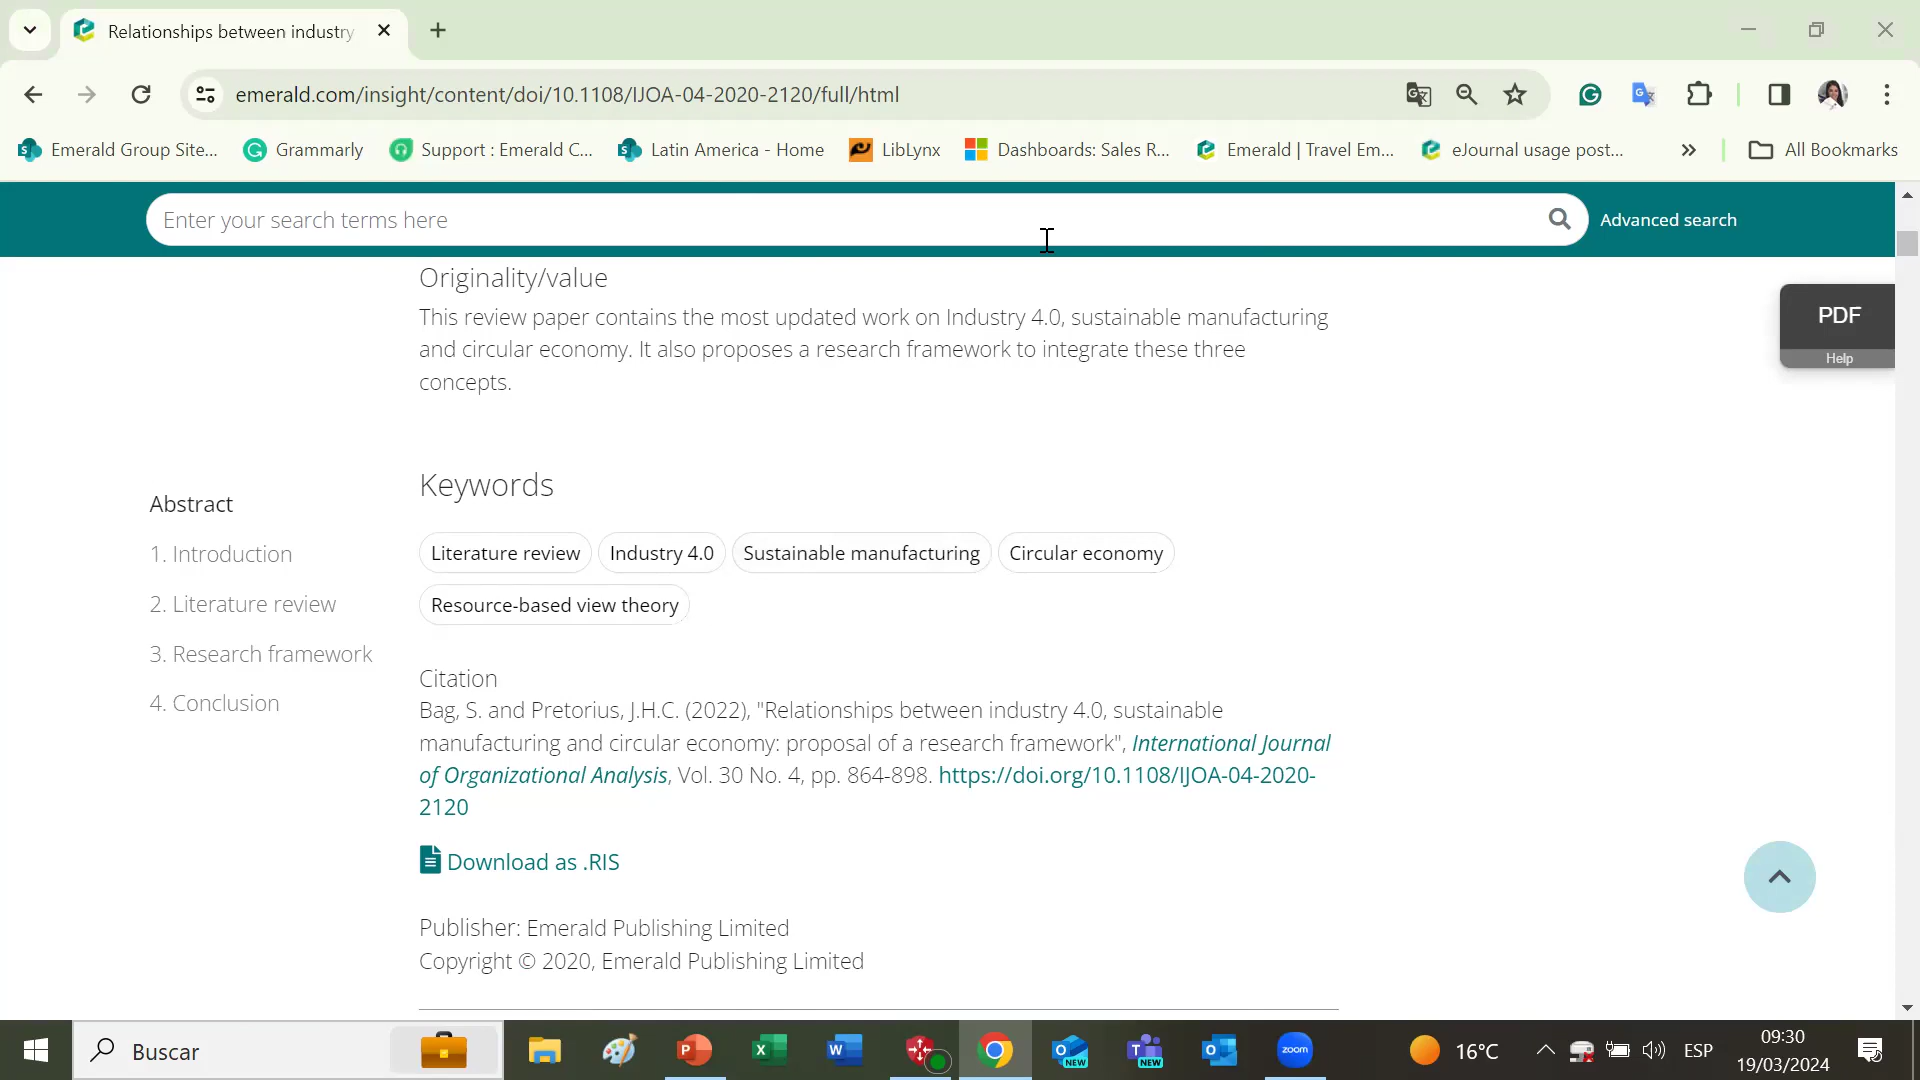 Relationships between industry
emerald.com/insight/content/doi/10.1108/IJOA-04-2020-2120/full/html
Emerald Group Site... Grammarly Support : Emerald C... Latin America - Home LibLynx Dashboards: Sales R... Emerald | Travel Em... eJournal usage post... All Bookmarks
Enter your search terms here
Advanced search
Originality/value
This review paper contains the most updated work on Industry 4.0, sustainable manufacturing
and circular economy. It also proposes a research framework to integrate these three
concepts.
PDF
Help
Keywords
Abstract
1. Introduction
2. Literature review
3. Research framework
4. Conclusion
Literature review Industry 4.0 Sustainable manufacturing Circular economy
Resource-based view theory
Citation
Bag, S. and Pretorius, J.H.C. (2022), "Relationships between industry 4.0, sustainable
manufacturing and circular economy: proposal of a research framework", International Journal
of Organizational Analysis, Vol. 30 No. 4, pp. 864-898. https://doi.org/10.1108/IJOA-04-2020-
2120
Download as .RIS
Publisher: Emerald Publishing Limited
Copyright © 2020, Emerald Publishing Limited
Buscar
NEW
NEW
zoom
16°C
ESP
09:30
19/03/2024